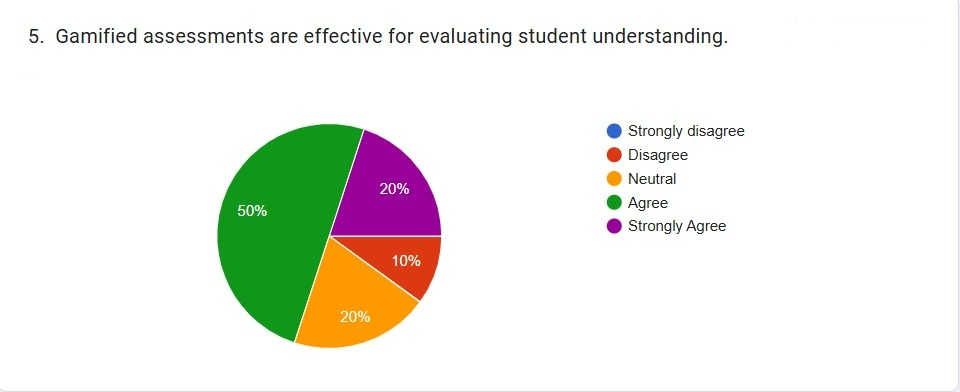 5. Gamified assessments are effective for evaluating student understanding.
Strongly disagree
Disagree
Neutral
Agree
Strongly Agree
20%
50%
10%
20%